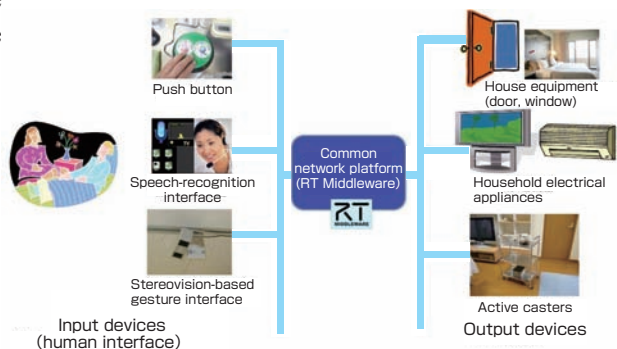 Push button
Speech-recognition
interface
Stereovision-based
gesture interface
Input devices
(human interface)
Common
network platform
(RT Middleware)
RT
MIDDLEWARE
House equipment
(door, window)
Household electrical
appliances
Active casters
Output devices